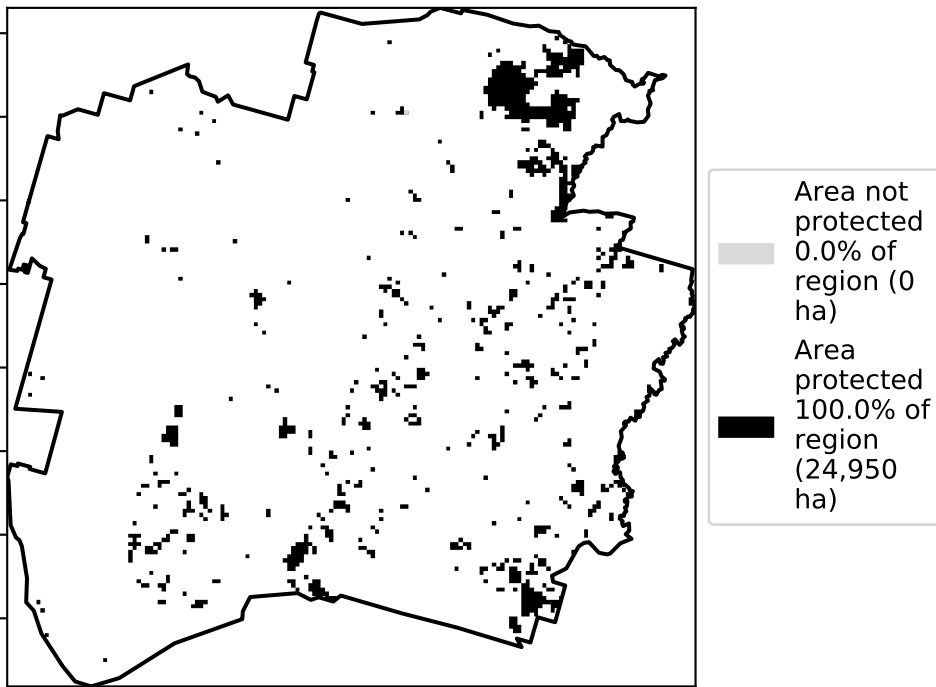 Area not
protected
0.0% of
region (0
ha)
Area
protected
100.0% of
region
(24,950
ha)